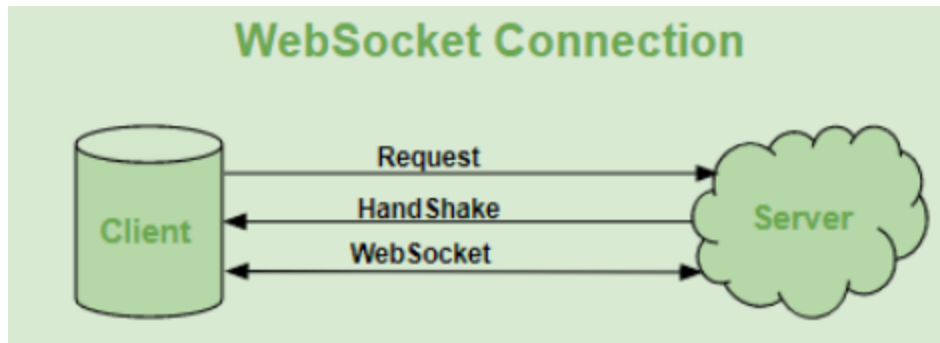 WebSocket Connection
Request
HandShake
Client
Server
WebSocket